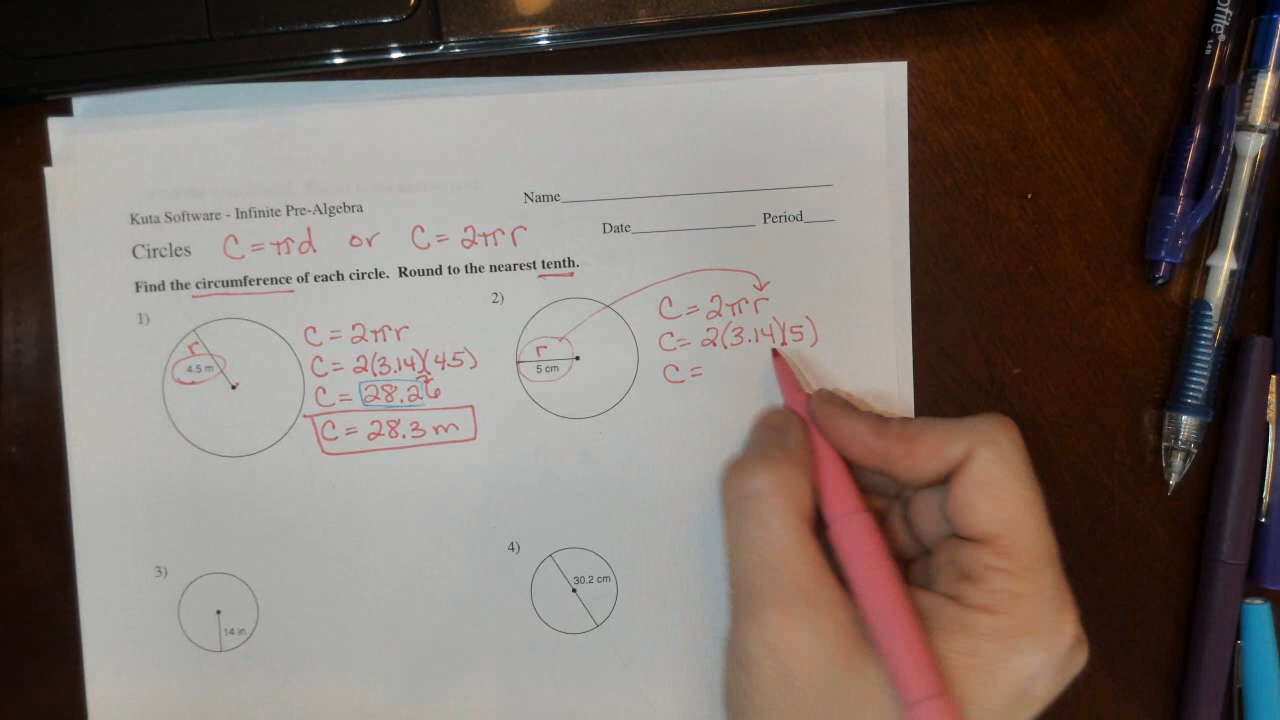 ofile®
LAB
Kuta Software - Infinite Pre-Algebra
Name
Circles C = πd or C = 2πr
Date Period
Find the circumference of each circle. Round to the nearest tenth.
1)
r
4.5 m
C = 2πr
C = 2(3.14)(4.5)
C = 28.26
C = 28.3 m
2)
r
5 cm
C = 2πr
C = 2(3.14)(5)
C =
3)
14 in
4)
30.2 cm